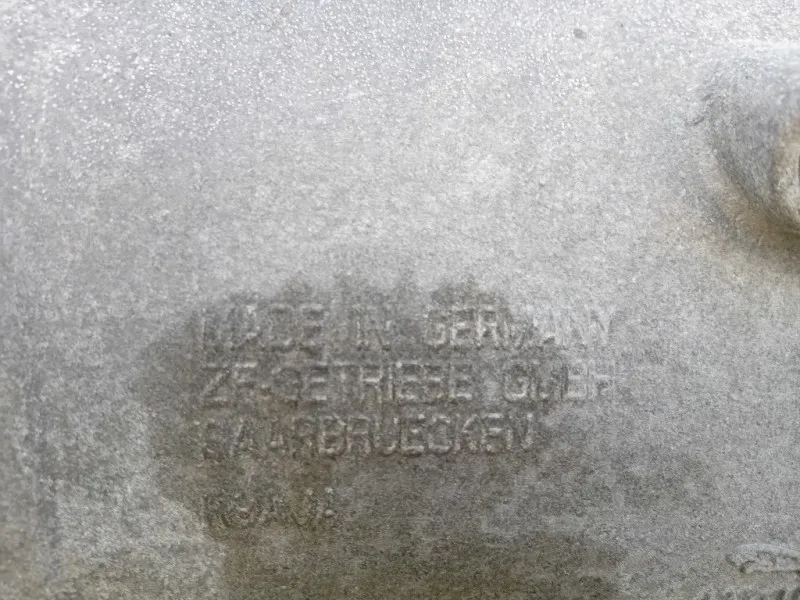 MADE IN GERMANY
ZF-GETRIEBE GMBH
SAARBRUECKEN